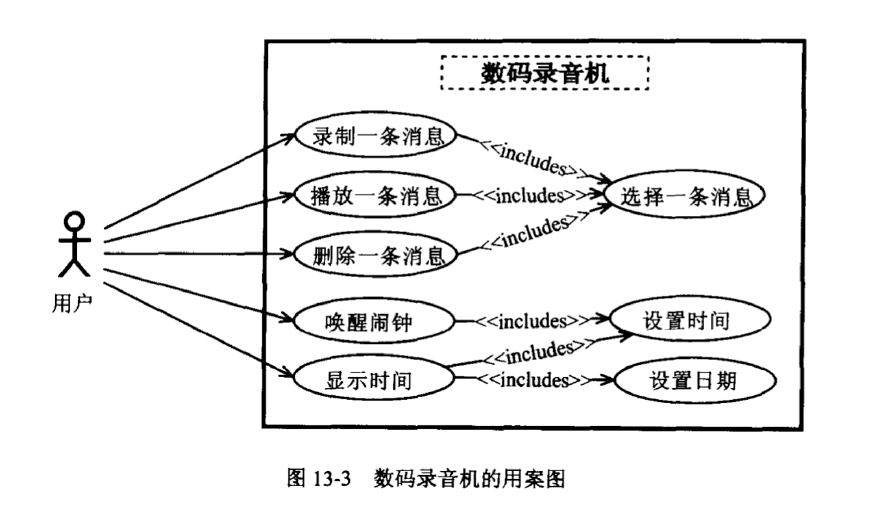 数码录音机
录制一条消息
<<includes>>
播放一条消息
<<includes>>
选择一条消息
删除一条消息
<<includes>>
用户
唤醒闹钟
<<includes>>
设置时间
<<includes>>
显示时间
<<includes>>
设置日期
图 13-3 数码录音机的用案图